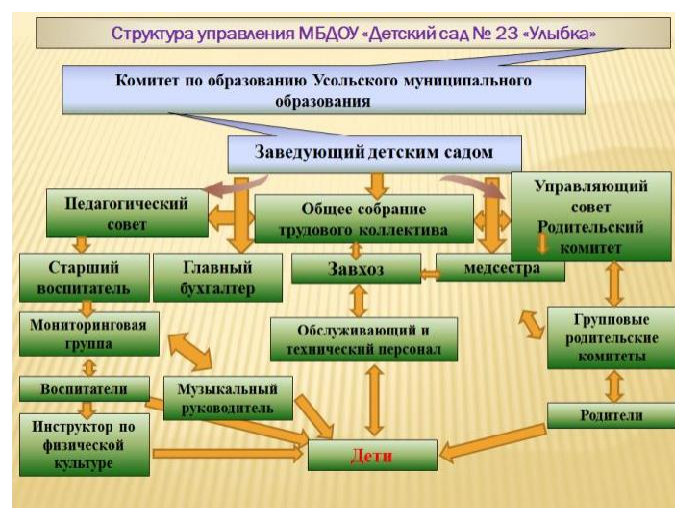 Структура управления МБДОУ «Детский сад № 23 «Улыбка»
Комитет по образованию Усольского муниципального
образования
Заведующий детским садом
Педагогический
совет
Общее собрание
трудового коллектива
Управляющий
совет
Родительский
комитет
Старший
воспитатель
Главный
бухгалтер
Завхоз
медсестра
Мониторинговая
группа
Обслуживающий и
технический персонал
Групповые
родительские
комитеты
Воспитатели
Музыкальный
руководитель
Родители
Инструктор по
физической
культуре
Дети